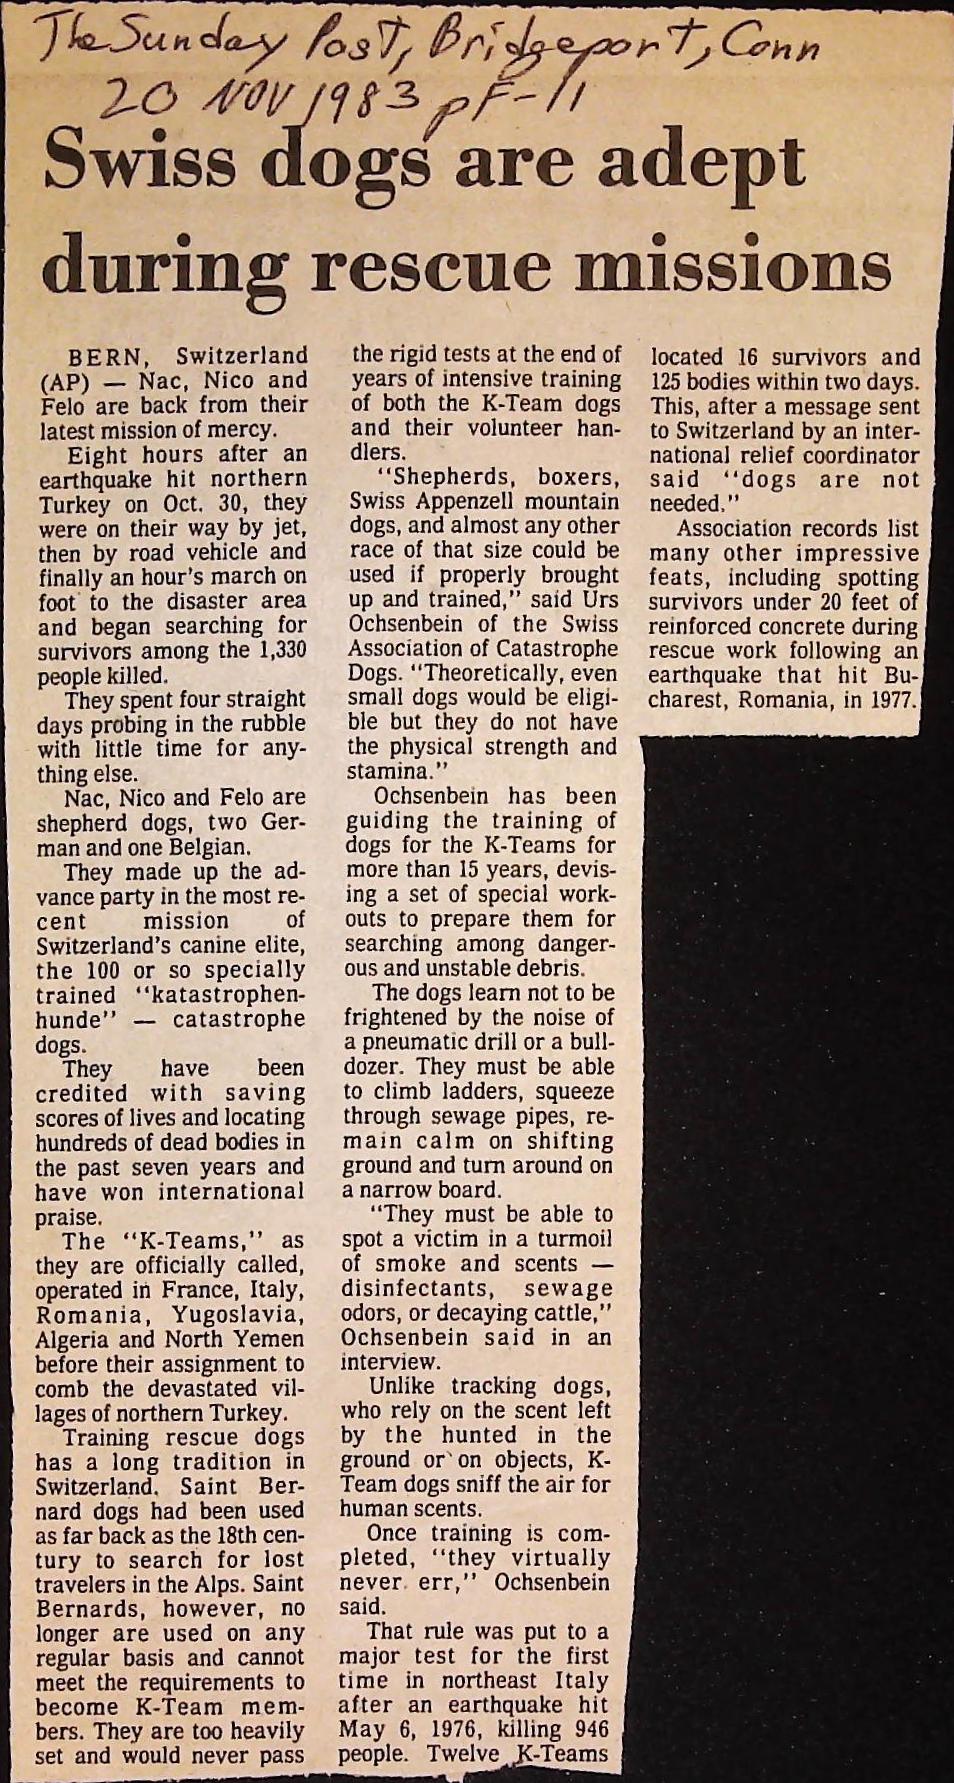 The Sunday Post, Bridgeport, Conn
20 NOV 1983 pF-11
Swiss dogs are adept
during rescue missions
BERN, Switzerland
(AP) — Nac, Nico and
Felo are back from their
latest mission of mercy.
Eight hours after an
earthquake hit northern
Turkey on Oct. 30, they
were on their way by jet,
then by road vehicle and
finally an hour's march on
foot to the disaster area
and began searching for
survivors among the 1,330
people killed.
They spent four straight
days probing in the rubble
with little time for any-
thing else.
Nac, Nico and Felo are
shepherd dogs, two Ger-
man and one Belgian.
They made up the ad-
vance party in the most re-
cent mission of
Switzerland's canine elite,
the 100 or so specially
trained "katastrophen-
hunde" — catastrophe
dogs.
They have been
credited with saving
scores of lives and locating
hundreds of dead bodies in
the past seven years and
have won international
praise.
The "K-Teams," as
they are officially called,
operated in France, Italy,
Romania, Yugoslavia,
Algeria and North Yemen
before their assignment to
comb the devastated vil-
lages of northern Turkey.
Training rescue dogs
has a long tradition in
Switzerland. Saint Ber-
nard dogs had been used
as far back as the 18th cen-
tury to search for lost
travelers in the Alps. Saint
Bernards, however, no
longer are used on any
regular basis and cannot
meet the requirements to
become K-Team mem-
bers. They are too heavily
set and would never pass
the rigid tests at the end of
years of intensive training
of both the K-Team dogs
and their volunteer han-
dlers.
"Shepherds, boxers,
Swiss Appenzell mountain
dogs, and almost any other
race of that size could be
used if properly brought
up and trained," said Urs
Ochsenbein of the Swiss
Association of Catastrophe
Dogs. "Theoretically, even
small dogs would be eligi-
ble but they do not have
the physical strength and
stamina."
Ochsenbein has been
guiding the training of
dogs for the K-Teams for
more than 15 years, devis-
ing a set of special work-
outs to prepare them for
searching among danger-
ous and unstable debris.
The dogs learn not to be
frightened by the noise of
a pneumatic drill or a bull-
dozer. They must be able
to climb ladders, squeeze
through sewage pipes, re-
main calm on shifting
ground and turn around on
a narrow board.
"They must be able to
spot a victim in a turmoil
of smoke and scents —
disinfectants, sewage
odors, or decaying cattle,"
Ochsenbein said in an
interview.
Unlike tracking dogs,
who rely on the scent left
by the hunted in the
ground or on objects, K-
Team dogs sniff the air for
human scents.
Once training is com-
pleted, "they virtually
never err," Ochsenbein
said.
That rule was put to a
major test for the first
time in northeast Italy
after an earthquake hit
May 6, 1976, killing 946
people. Twelve K-Teams
located 16 survivors and
125 bodies within two days.
This, after a message sent
to Switzerland by an inter-
national relief coordinator
said "dogs are not
needed."
Association records list
many other impressive
feats, including spotting
survivors under 20 feet of
reinforced concrete during
rescue work following an
earthquake that hit Bu-
charest, Romania, in 1977.